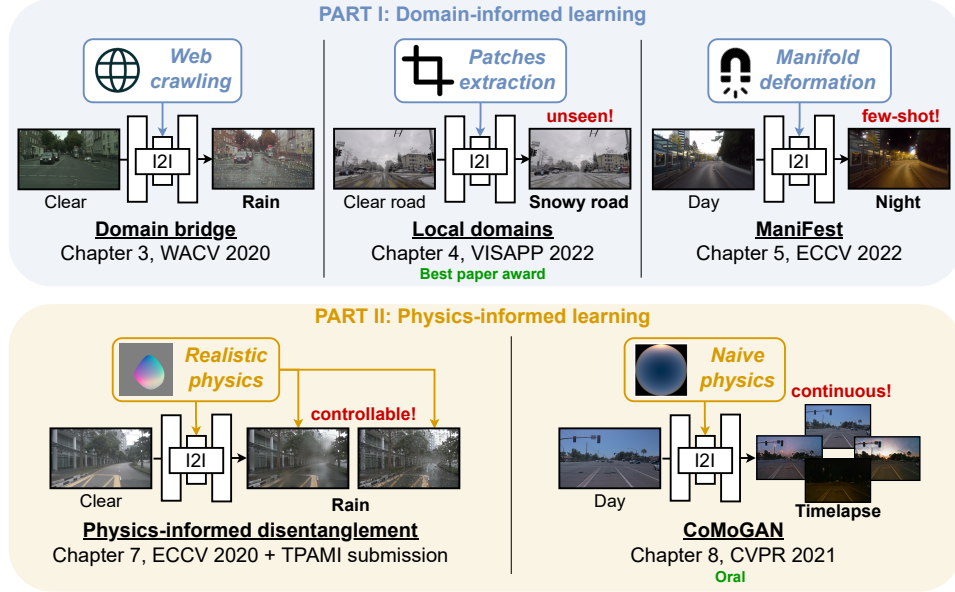 PART I: Domain-informed learning
Web
crawling
I2I
Clear
Rain
Domain bridge
Chapter 3, WACV 2020
Patches
extraction
unseen!
I2I
Clear road
Snowy road
Local domains
Chapter 4, VISAPP 2022
Best paper award
Manifold
deformation
few-shot!
I2I
Day
Night
ManiFest
Chapter 5, ECCV 2022
PART II: Physics-informed learning
Realistic
physics
controllable!
I2I
Clear
Rain
Physics-informed disentanglement
Chapter 7, ECCV 2020 + TPAMI submission
Naive
physics
continuous!
I2I
Day
Timelapse
CoMoGAN
Chapter 8, CVPR 2021
Oral